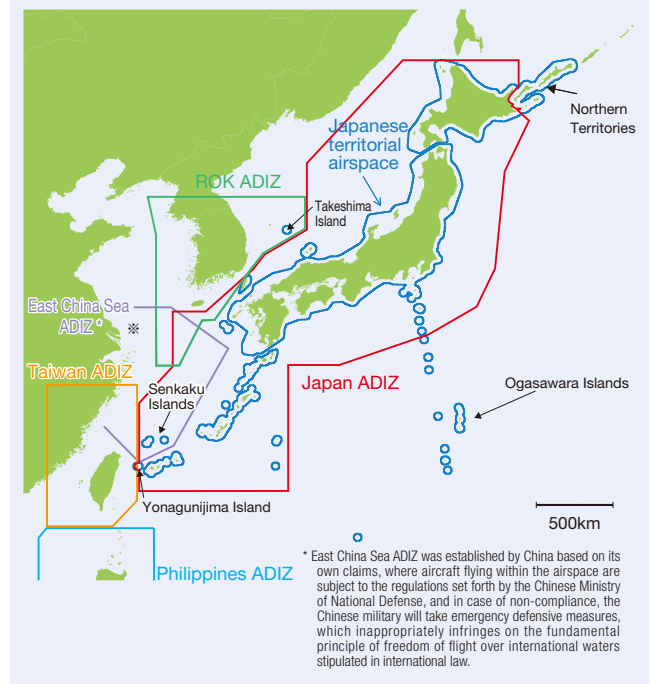 Northern
Territories
Japanese
territorial
airspace
ROK ADIZ
Takeshima
Island
East China Sea
ADIZ *
※
Taiwan ADIZ
Senkaku
Islands
Japan ADIZ
Ogasawara Islands
Yonagunijima Island
500km
Philippines ADIZ
* East China Sea ADIZ was established by China based on its
own claims, where aircraft flying within the airspace are
subject to the regulations set forth by the Chinese Ministry
of National Defense, and in case of non-compliance, the
Chinese military will take emergency defensive measures,
which inappropriately infringes on the fundamental
principle of freedom of flight over international waters
stipulated in international law.